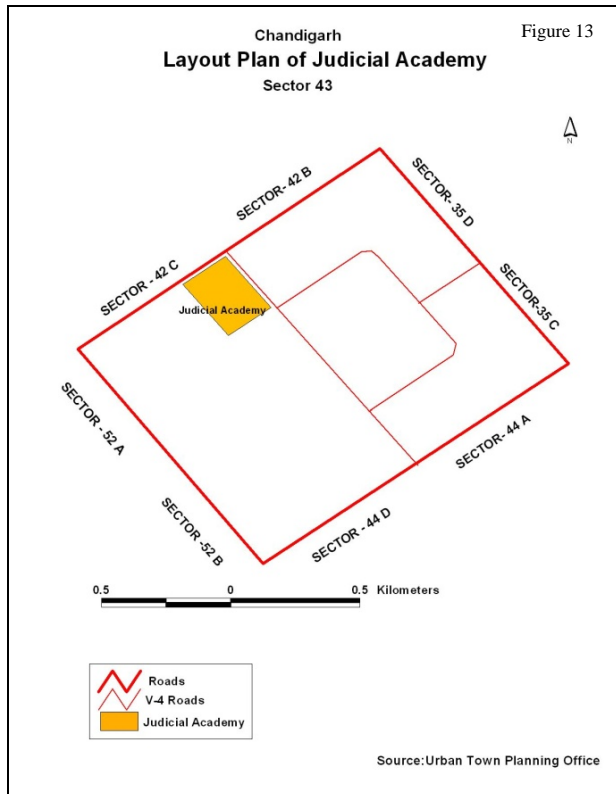 Figure 13
Chandigarh
Layout Plan of Judicial Academy
Sector 43
N
SECTOR- 42 B
SECTOR- 35 D
SECTOR - 42 C
SECTOR-35 C
Judicial Academy
SECTOR - 52 A
SECTOR- 44 A
SECTOR -52 B
SECTOR- 44 D
0.5 0 0.5 Kilometers
Roads
V-4 Roads
Judicial Academy
Source:Urban Town Planning Office